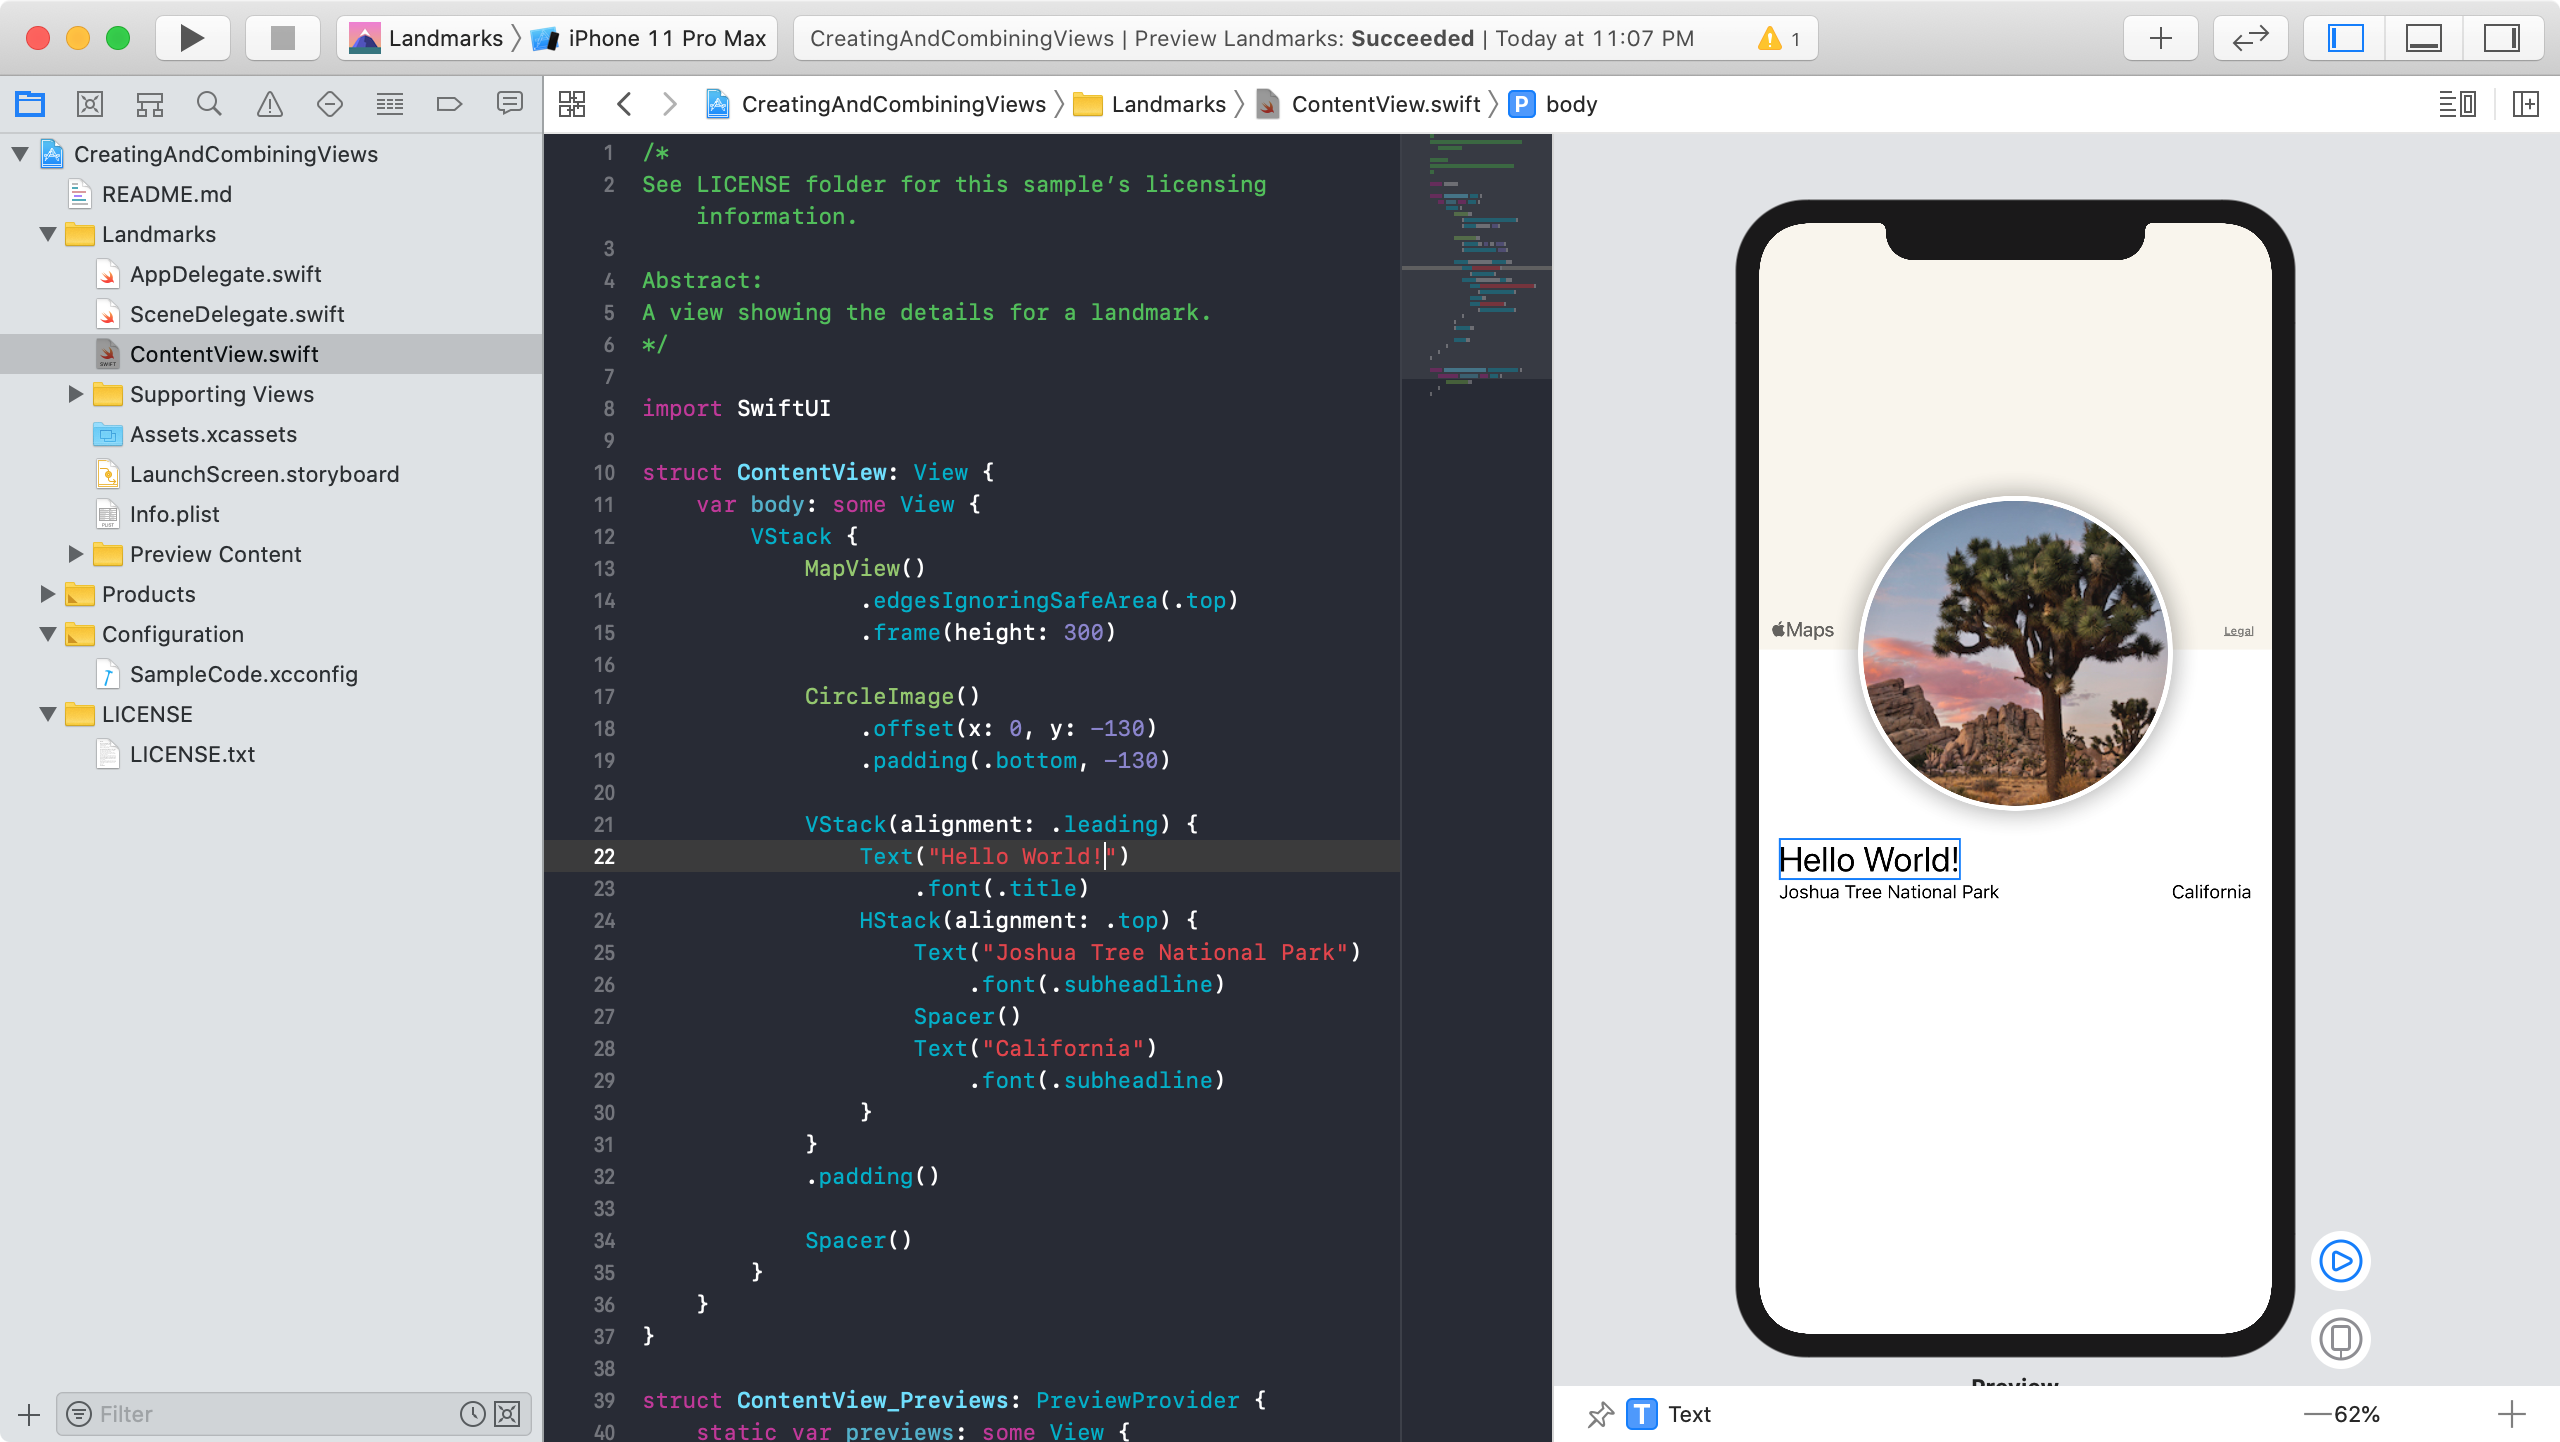 Landmarks iPhone 11 Pro Max
CreatingAndCombiningViews | Preview Landmarks: Succeeded | Today at 11:07 PM 1
CreatingAndCombiningViews Landmarks ContentView.swift P body
CreatingAndCombiningViews
README.md
Landmarks
AppDelegate.swift
SceneDelegate.swift
ContentView.swift
Supporting Views
Assets.xcassets
LaunchScreen.storyboard
Info.plist
Preview Content
Products
Configuration
SampleCode.xcconfig
LICENSE
LICENSE.txt
Filter
1 /*
2 See LICENSE folder for this sample’s licensing
information.
3
4 Abstract:
5 A view showing the details for a landmark.
6 */
7
8 import SwiftUI
9
10 struct ContentView: View {
11 var body: some View {
12 VStack {
13 MapView()
14 .edgesIgnoringSafeArea(.top)
15 .frame(height: 300)
16
17 CircleImage()
18 .offset(x: 0, y: -130)
19 .padding(.bottom, -130)
20
21 VStack(alignment: .leading) {
22 Text("Hello World!")
23 .font(.title)
24 HStack(alignment: .top) {
25 Text("Joshua Tree National Park")
26 .font(.subheadline)
27 Spacer()
28 Text("California")
29 .font(.subheadline)
30 }
31 }
32 .padding()
33
34 Spacer()
35 }
36 }
37 }
38
39 struct ContentView_Previews: PreviewProvider {
40 static var previews: some View {
Maps
Legal
Hello World!
Joshua Tree National Park California
Preview
T Text
62%